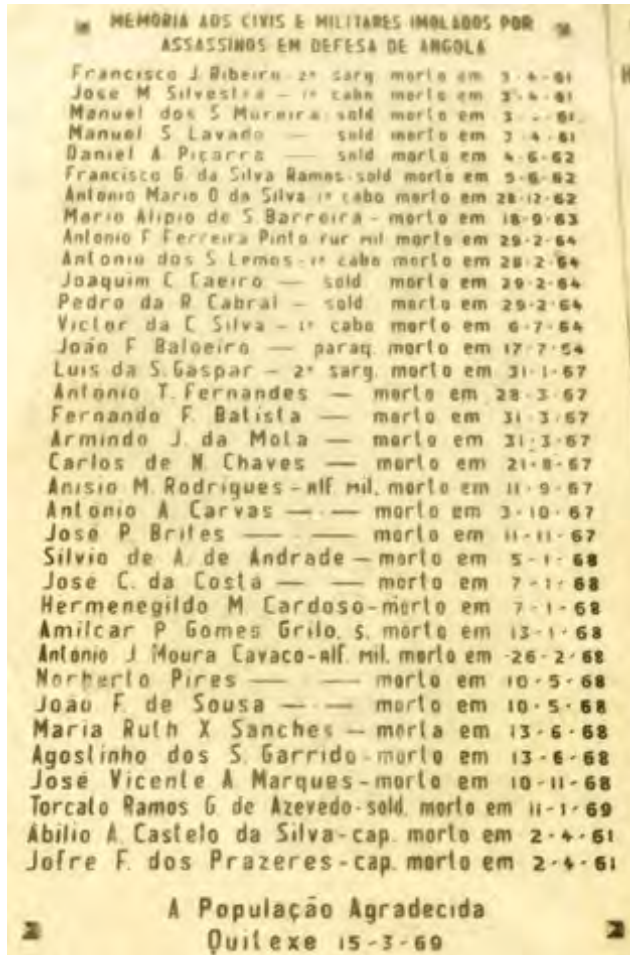 MEMORIA AOS CIVIS E MILITARES IMOLADOS POR
ASSASSINOS EM DEFESA DE ANGOLA
Francisco J. Ribeiro - 2º sarg. morto em 3-4-61
Jose M Silvestre - 1º cabo morto em 3-4-61
Manuel dos S Moreira sold morto em 3 - - 61
Manuel S Lavado — sold morto em 3-4-61
Daniel A Piçarra — sold morto em 4-6-62
Francisco G da Silva Ramos - sold morto em 5-6-62
Antonio Mario O da Silva 1º cabo morto em 28-12-62
Mario Alipio de S Barreira - morto em 18-9-63
Antonio F Ferreira Pinto fur mil morto em 29-2-64
Antonio dos S Lemos - 1º cabo morto em 28-2-64
Joaquim C Caeiro — sold morto em 29-2-64
Pedro da R Cabral — sold morto em 29-2-64
Victor da C Silva - 1º cabo morto em 6-7-64
João F Baloeiro — paraq. morto em 17-7-64
Luis da S. Gaspar - 2º sarg. morto em 31-1-67
Antonio T. Fernandes — morto em 28-3-67
Fernando F. Batista — morto em 31-3-67
Armindo J. da Mota — morto em 31-3-67
Carlos de N. Chaves — morto em 21-8-67
Anisio M. Rodrigues - alf mil, morto em 11-9-67
Antonio A Carvas — — morto em 3-10-67
José P. Brites — — morto em 11-11-67
Silvio de A. de Andrade — morto em 5-1-68
José C. da Costa — — morto em 7-1-68
Hermenegildo M. Cardoso - morto em 7-1-68
Amilcar P Gomes Grilo, s. morto em 13-1-68
Antonio J Moura Cavaco - alf. mil. morto em - 26-2-68
Norberto Pires — — morto em 10-5-68
João F. de Sousa — — morto em 10-5-68
Maria Ruth X Sanches — morta em 13-6-68
Agostinho dos S. Garrido - morto em 13-6-68
José Vicente A Marques - morto em 10-11-68
Torcato Ramos G de Azevedo - sold. morto em 11-1-69
Abilio A. Castelo da Silva - cap. morto em 2-4-61
Jofre F. dos Prazeres - cap. morto em 2-4-61
A População Agradecida
Quitexe 15-3-69